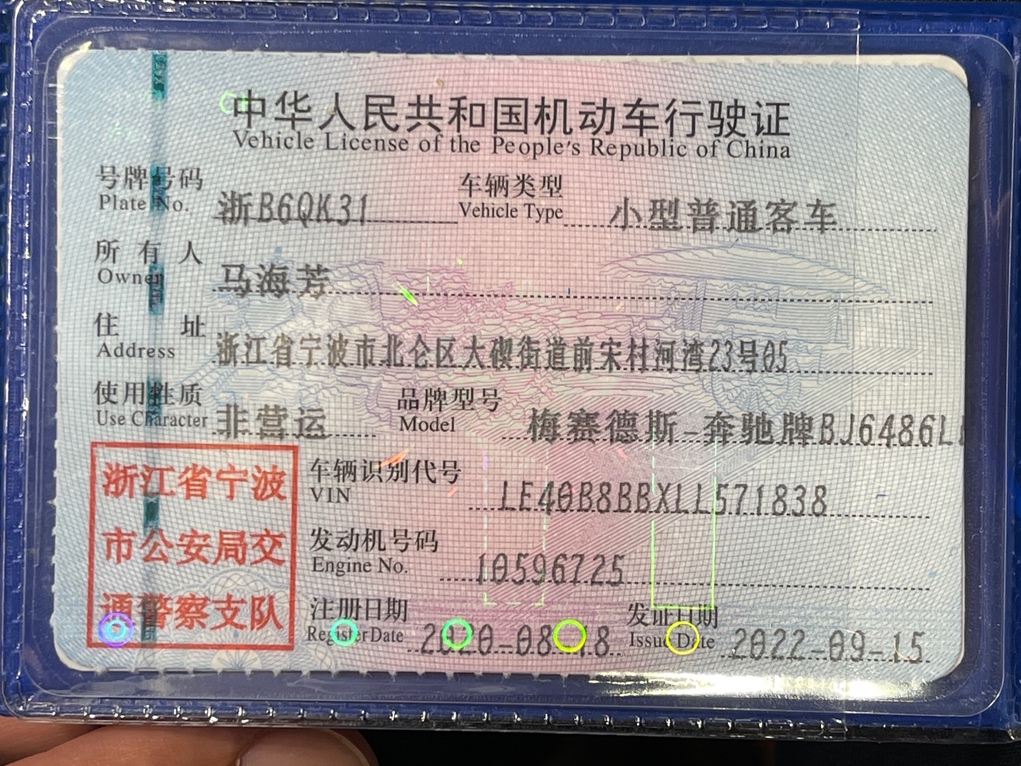 中华人民共和国机动车行驶证
Vehicle License of the People's Republic of China
号牌号码 浙B6QK31 车辆类型 小型普通客车
Plate No. Vehicle Type
所有人 马海芳
Owner
住址 浙江省宁波市北仑区大碶街道前宋村河湾23号05
Address
使用性质 非营运 品牌型号 梅赛德斯-奔驰牌BJ6486L
Use Character Model
浙江省宁波
市公安局交
通警察支队
车辆识别代号 LE40B8BBXLL571838
VIN
发动机号码 10596725
Engine No.
注册日期 2020-08-18 发证日期 2022-09-15
Register Date Issue Date